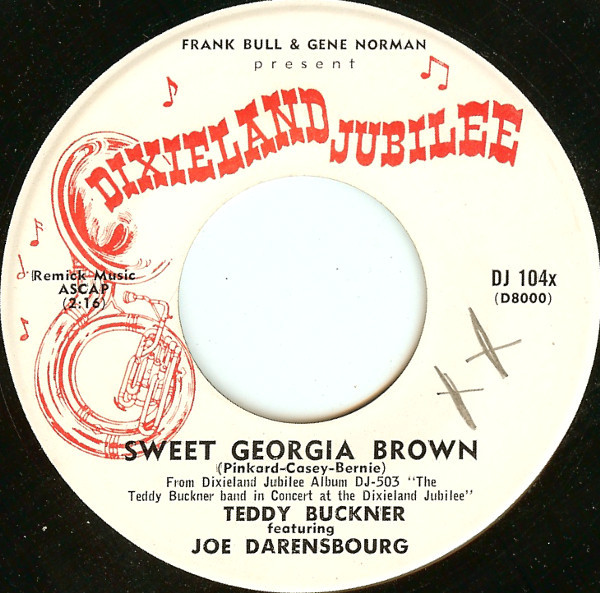 FRANK BULL & GENE NORMAN
present
DIXIELAND JUBILEE
Remick Music
ASCAP
(2:16)
DJ 104x
(D8000)
XX
SWEET GEORGIA BROWN
(Pinkard-Casey-Bernie)
From Dixieland Jubilee Album DJ-503 "The
Teddy Buckner band in Concert at the Dixieland Jubilee"
TEDDY BUCKNER
featuring
JOE DARENSBOURG